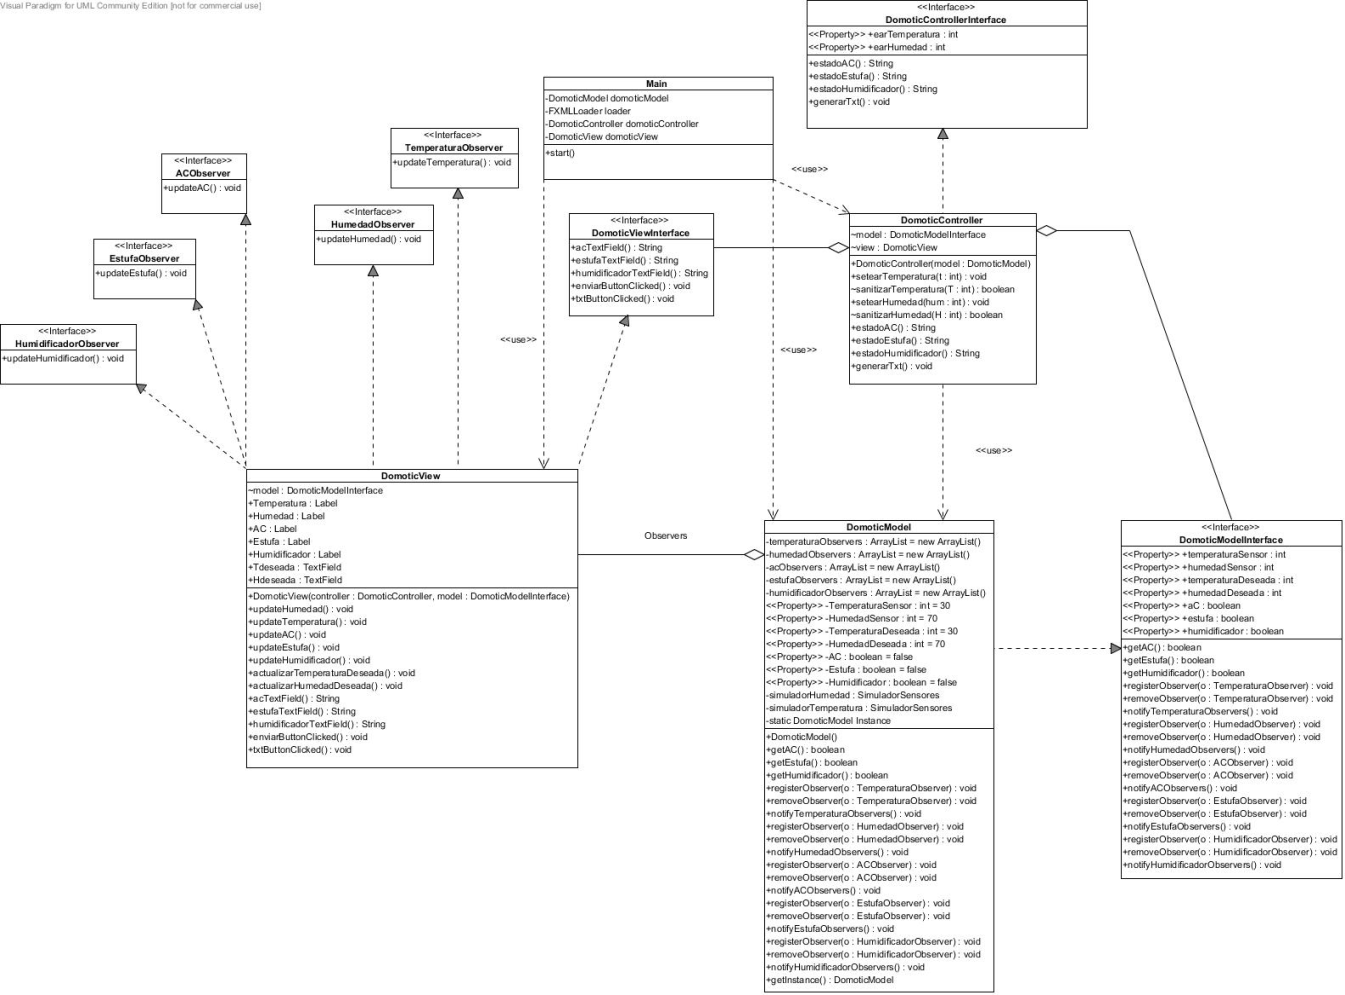 Visual Paradigm for UML Community Edition [not for commercial use]
<<Interface>>
DomoticControllerInterface
<<Property>> +earTemperatura : int
<<Property>> +earHumedad : int
+estadoAC() : String
+estadoEstufa() : String
+estadoHumidificador() : String
+generarTxt() : void
Main
-DomoticModel domoticModel
-FXMLLoader loader
-DomoticController domoticController
-DomoticView domoticView
+start()
<<Interface>>
TemperaturaObserver
+updateTemperatura() : void
<<Interface>>
ACObserver
+updateAC() : void
<<Interface>>
HumedadObserver
+updateHumedad() : void
<<Interface>>
EstufaObserver
+updateEstufa() : void
<<Interface>>
HumidificadorObserver
+updateHumidificador() : void
<<Interface>>
DomoticViewInterface
+acTextField() : String
+estufaTextField() : String
+humidificadorTextField() : String
+enviarButtonClicked() : void
+txtButtonClicked() : void
<<use>>
DomoticController
~model : DomoticModelInterface
~view : DomoticView
+DomoticController(model : DomoticModel)
+setearTemperatura(t : int) : void
~sanitizarTemperatura(T : int) : boolean
+setearHumedad(hum : int) : void
~sanitizarHumedad(H : int) : boolean
+estadoAC() : String
+estadoEstufa() : String
+estadoHumidificador() : String
+generarTxt() : void
<<use>>
<<use>>
<<use>>
DomoticView
~model : DomoticModelInterface
+Temperatura : Label
+Humedad : Label
+AC : Label
+Estufa : Label
+Humidificador : Label
+Tdeseada : TextField
+Hdeseada : TextField
+DomoticView(controller : DomoticController, model : DomoticModelInterface)
+updateHumedad() : void
+updateTemperatura() : void
+updateAC() : void
+updateEstufa() : void
+updateHumidificador() : void
+actualizarTemperaturaDeseada() : void
+actualizarHumedadDeseada() : void
+acTextField() : String
+estufaTextField() : String
+humidificadorTextField() : String
+enviarButtonClicked() : void
+txtButtonClicked() : void
Observers
DomoticModel
-temperaturaObservers : ArrayList = new ArrayList()
-humedadObservers : ArrayList = new ArrayList()
-acObservers : ArrayList = new ArrayList()
-estufaObservers : ArrayList = new ArrayList()
-humidificadorObservers : ArrayList = new ArrayList()
<<Property>> -TemperaturaSensor : int = 30
<<Property>> -HumedadSensor : int = 70
<<Property>> -TemperaturaDeseada : int = 30
<<Property>> -HumedadDeseada : int = 70
<<Property>> -AC : boolean = false
<<Property>> -Estufa : boolean = false
<<Property>> -Humidificador : boolean = false
-simuladorHumedad : SimuladorSensores
-simuladorTemperatura : SimuladorSensores
-static DomoticModel Instance
+DomoticModel()
+getAC() : boolean
+getEstufa() : boolean
+getHumidificador() : boolean
+registerObserver(o : TemperaturaObserver) : void
+removeObserver(o : TemperaturaObserver) : void
+notifyTemperaturaObservers() : void
+registerObserver(o : HumedadObserver) : void
+removeObserver(o : HumedadObserver) : void
+notifyHumedadObservers() : void
+registerObserver(o : ACObserver) : void
+removeObserver(o : ACObserver) : void
+notifyACObservers() : void
+registerObserver(o : EstufaObserver) : void
+removeObserver(o : EstufaObserver) : void
+notifyEstufaObservers() : void
+registerObserver(o : HumidificadorObserver) : void
+removeObserver(o : HumidificadorObserver) : void
+notifyHumidificadorObservers() : void
+getInstance() : DomoticModel
<<Interface>>
DomoticModelInterface
<<Property>> +temperaturaSensor : int
<<Property>> +humedadSensor : int
<<Property>> +temperaturaDeseada : int
<<Property>> +humedadDeseada : int
<<Property>> +aC : boolean
<<Property>> +estufa : boolean
<<Property>> +humidificador : boolean
+getAC() : boolean
+getEstufa() : boolean
+getHumidificador() : boolean
+registerObserver(o : TemperaturaObserver) : void
+removeObserver(o : TemperaturaObserver) : void
+notifyTemperaturaObservers() : void
+registerObserver(o : HumedadObserver) : void
+removeObserver(o : HumedadObserver) : void
+notifyHumedadObservers() : void
+registerObserver(o : ACObserver) : void
+removeObserver(o : ACObserver) : void
+notifyACObservers() : void
+registerObserver(o : EstufaObserver) : void
+removeObserver(o : EstufaObserver) : void
+notifyEstufaObservers() : void
+registerObserver(o : HumidificadorObserver) : void
+removeObserver(o : HumidificadorObserver) : void
+notifyHumidificadorObservers() : void